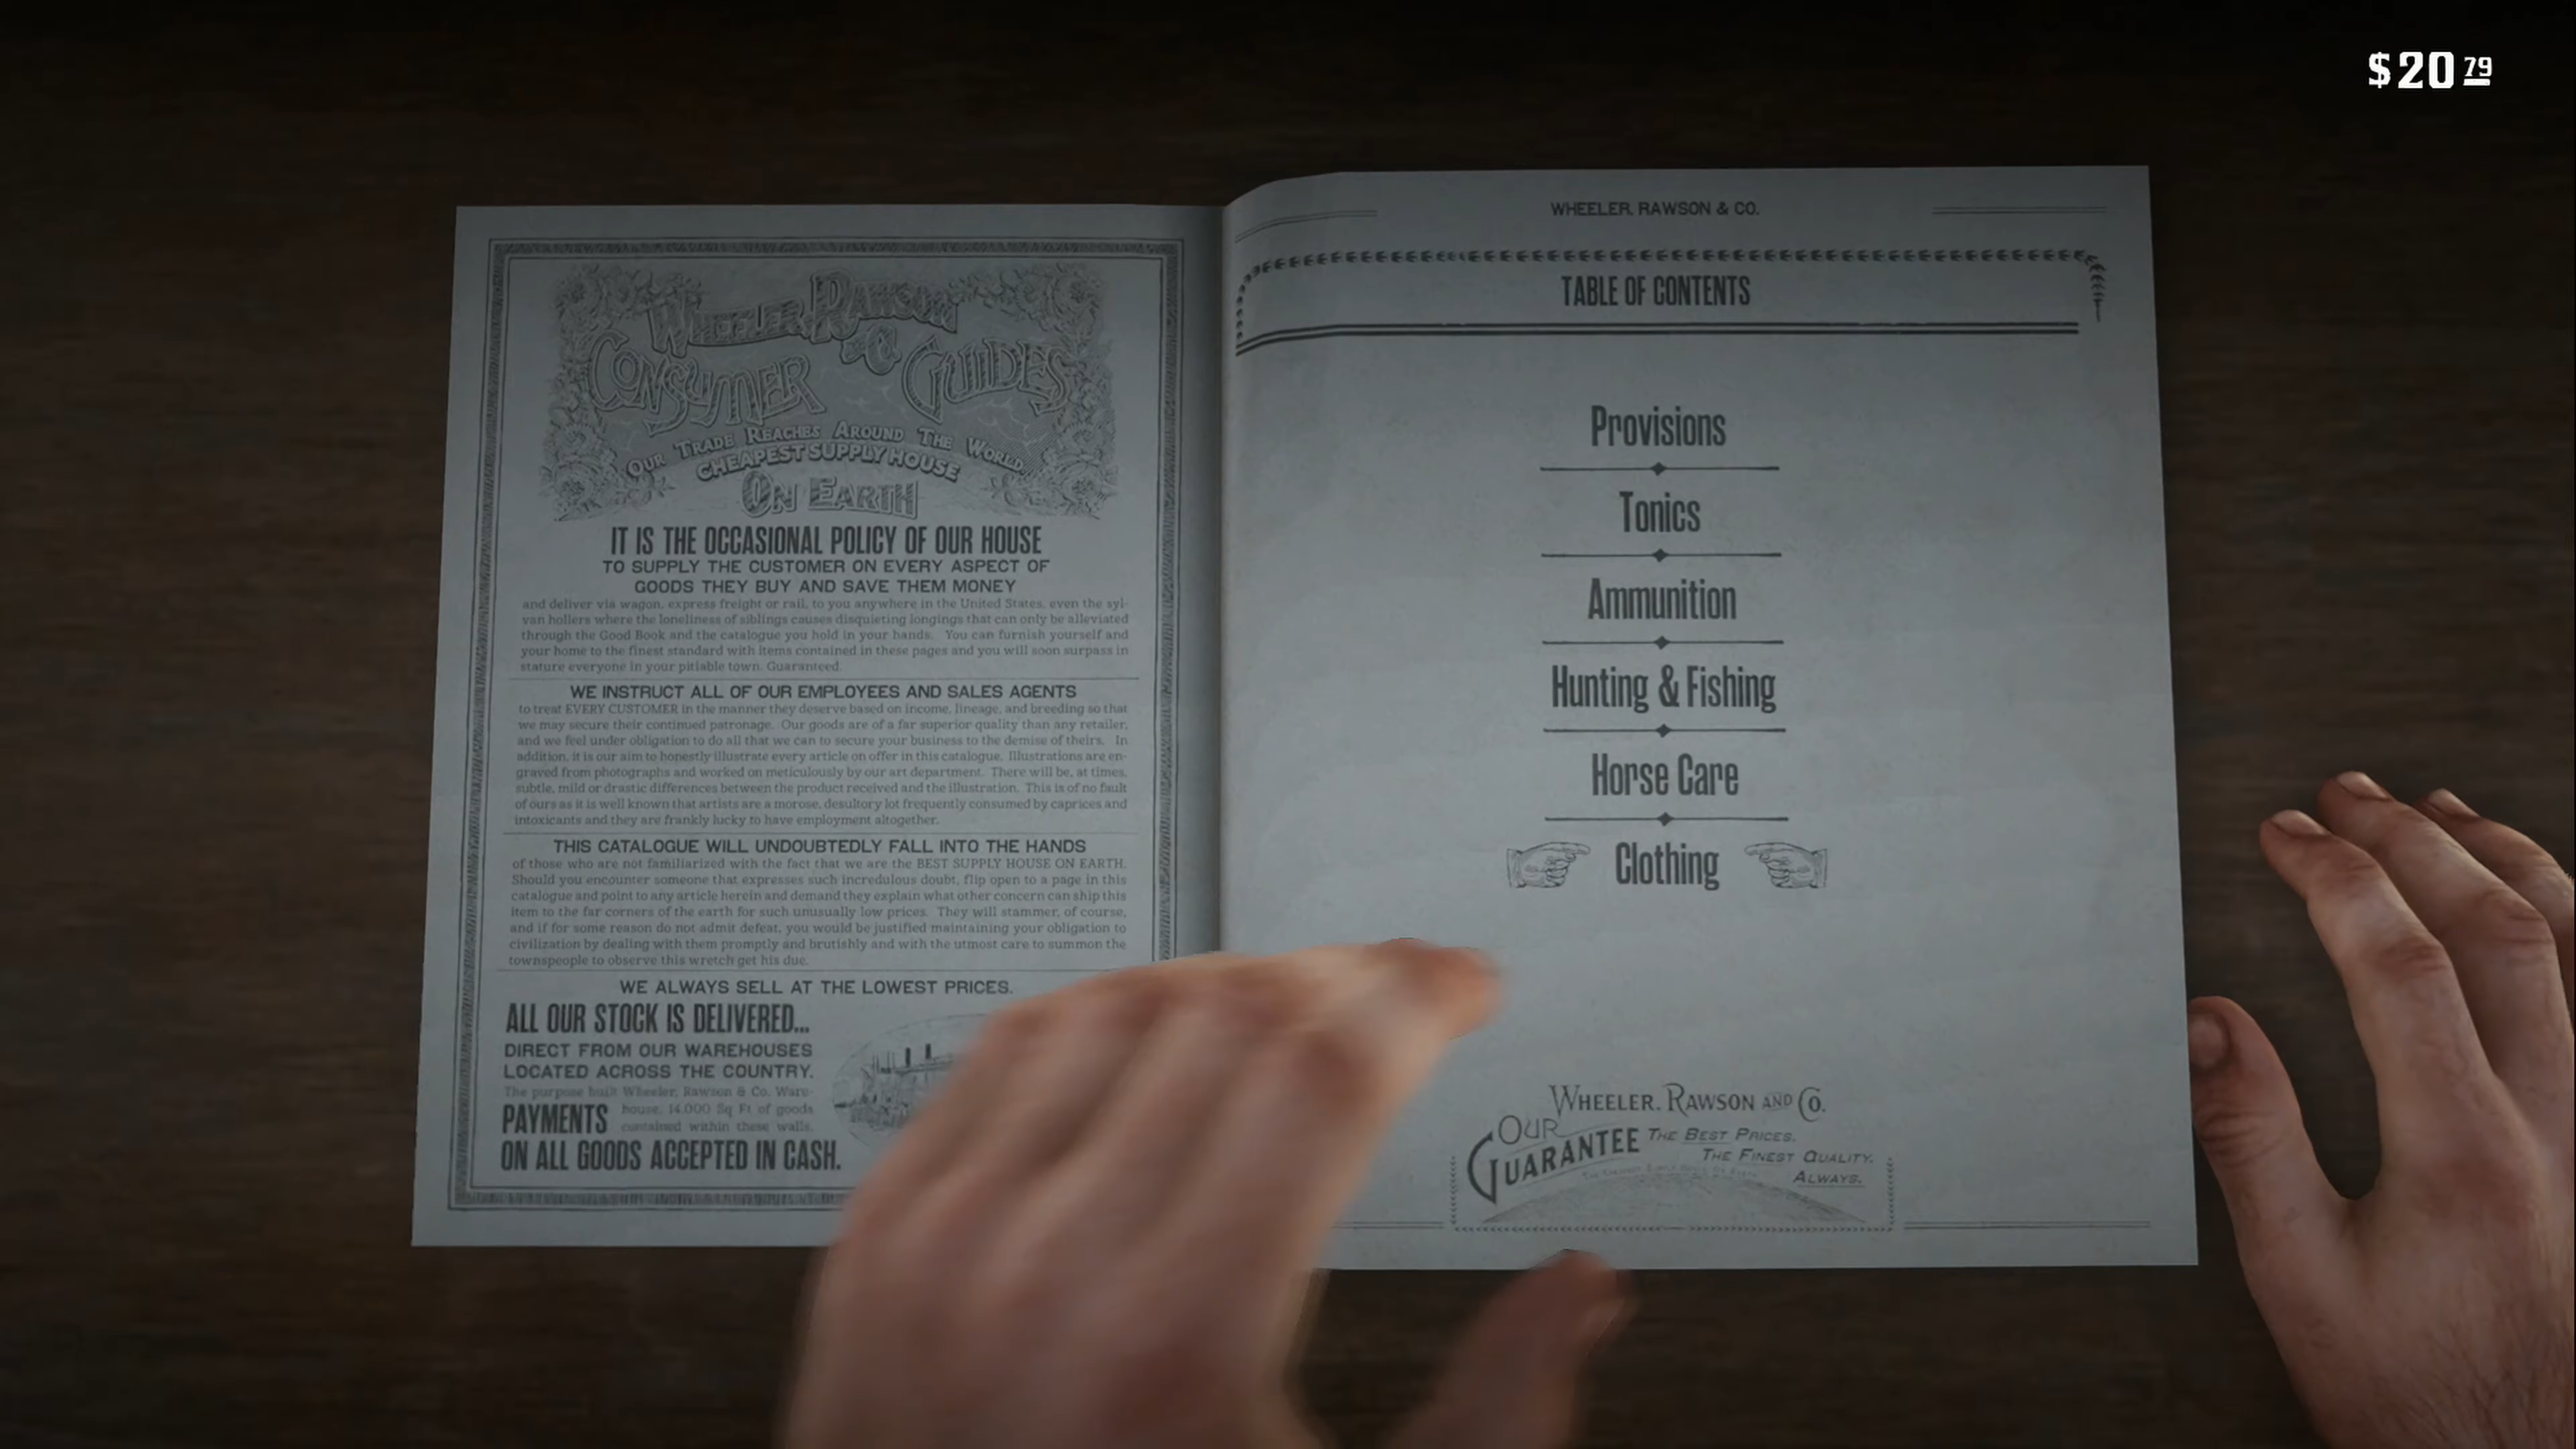 $20 79
WHEELER, RAWSON
& Co.
CONSUMER GUIDES
OUR TRADE REACHES AROUND THE WORLD
CHEAPEST SUPPLY HOUSE
ON EARTH
IT IS THE OCCASIONAL POLICY OF OUR HOUSE
TO SUPPLY THE CUSTOMER ON EVERY ASPECT OF
GOODS THEY BUY AND SAVE THEM MONEY
and deliver via wagon, express freight or rail, to you anywhere in the United States, even the syl-
van hollers where the loneliness of siblings causes disquieting longings that can only be alleviated
through the Good Book and the catalogue you hold in your hands. You can furnish yourself and
your home to the finest standard with items contained in these pages and you will soon surpass in
stature everyone in your pitiable town. Guaranteed.
WE INSTRUCT ALL OF OUR EMPLOYEES AND SALES AGENTS
to treat EVERY CUSTOMER in the manner they deserve based on income, lineage, and breeding so that
we may secure their continued patronage. Our goods are of a far superior quality than any retailer,
and we feel under obligation to do all that we can to secure your business to the demise of theirs. In
addition, it is our aim to honestly illustrate every article on offer in this catalogue. Illustrations are en-
graved from photographs and worked on meticulously by our art department. There will be, at times,
subtle, mild or drastic differences between the product received and the illustration. This is of no fault
of ours as it is well known that artists are a morose, desultory lot frequently consumed by caprices and
intoxicants and they are frankly lucky to have employment altogether.
THIS CATALOGUE WILL UNDOUBTEDLY FALL INTO THE HANDS
of those who are not familiarized with the fact that we are the BEST SUPPLY HOUSE ON EARTH.
Should you encounter someone that expresses such incredulous doubt, flip open to a page in this
catalogue and point to any article herein and demand they explain what other concern can ship this
item to the far corners of the earth for such unusually low prices. They will stammer, of course,
and if for some reason do not admit defeat, you would be justified maintaining your obligation to
civilization by dealing with them promptly and brutishly and with the utmost care to summon the
townspeople to observe this wretch get his due.
WE ALWAYS SELL AT THE LOWEST PRICES.
ALL OUR STOCK IS DELIVERED...
DIRECT FROM OUR WAREHOUSES
LOCATED ACROSS THE COUNTRY.
The purpose built Wheeler, Rawson & Co. Ware-
house. 14,000 Sq Ft of goods
contained within these walls.
PAYMENTS
ON ALL GOODS ACCEPTED IN CASH.
WHEELER, RAWSON & CO.
TABLE OF CONTENTS
Provisions
Tonics
Ammunition
Hunting & Fishing
Horse Care
Clothing
WHEELER, RAWSON AND CO.
OUR
GUARANTEE
THE BEST PRICES.
THE FINEST QUALITY.
ALWAYS.